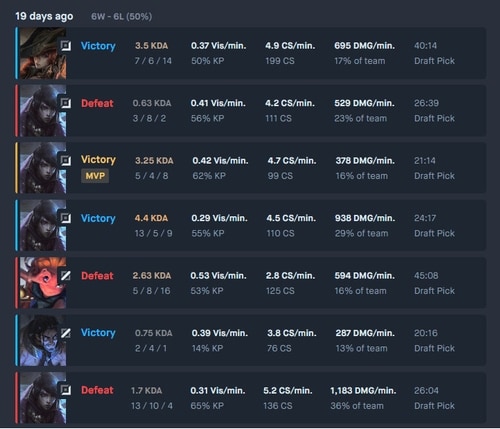 19 days ago 6W - 6L (50%)
Victory 3.5 KDA 0.37 Vis/min. 4.9 CS/min. 695 DMG/min. 40:14
7 / 6 / 14 50% KP 199 CS 17% of team Draft Pick
Defeat 0.63 KDA 0.41 Vis/min. 4.2 CS/min. 529 DMG/min. 26:39
3 / 8 / 2 56% KP 111 CS 23% of team Draft Pick
Victory 3.25 KDA 0.42 Vis/min. 4.7 CS/min. 378 DMG/min. 21:14
MVP 5 / 4 / 8 62% KP 99 CS 16% of team Draft Pick
Victory 4.4 KDA 0.29 Vis/min. 4.5 CS/min. 938 DMG/min. 24:17
13 / 5 / 9 55% KP 110 CS 29% of team Draft Pick
Defeat 2.63 KDA 0.53 Vis/min. 2.8 CS/min. 594 DMG/min. 45:08
5 / 8 / 16 53% KP 125 CS 16% of team Draft Pick
Victory 0.75 KDA 0.39 Vis/min. 3.8 CS/min. 287 DMG/min. 20:16
2 / 4 / 1 14% KP 76 CS 13% of team Draft Pick
Defeat 1.7 KDA 0.31 Vis/min. 5.2 CS/min. 1,183 DMG/min. 26:04
13 / 10 / 4 65% KP 136 CS 36% of team Draft Pick